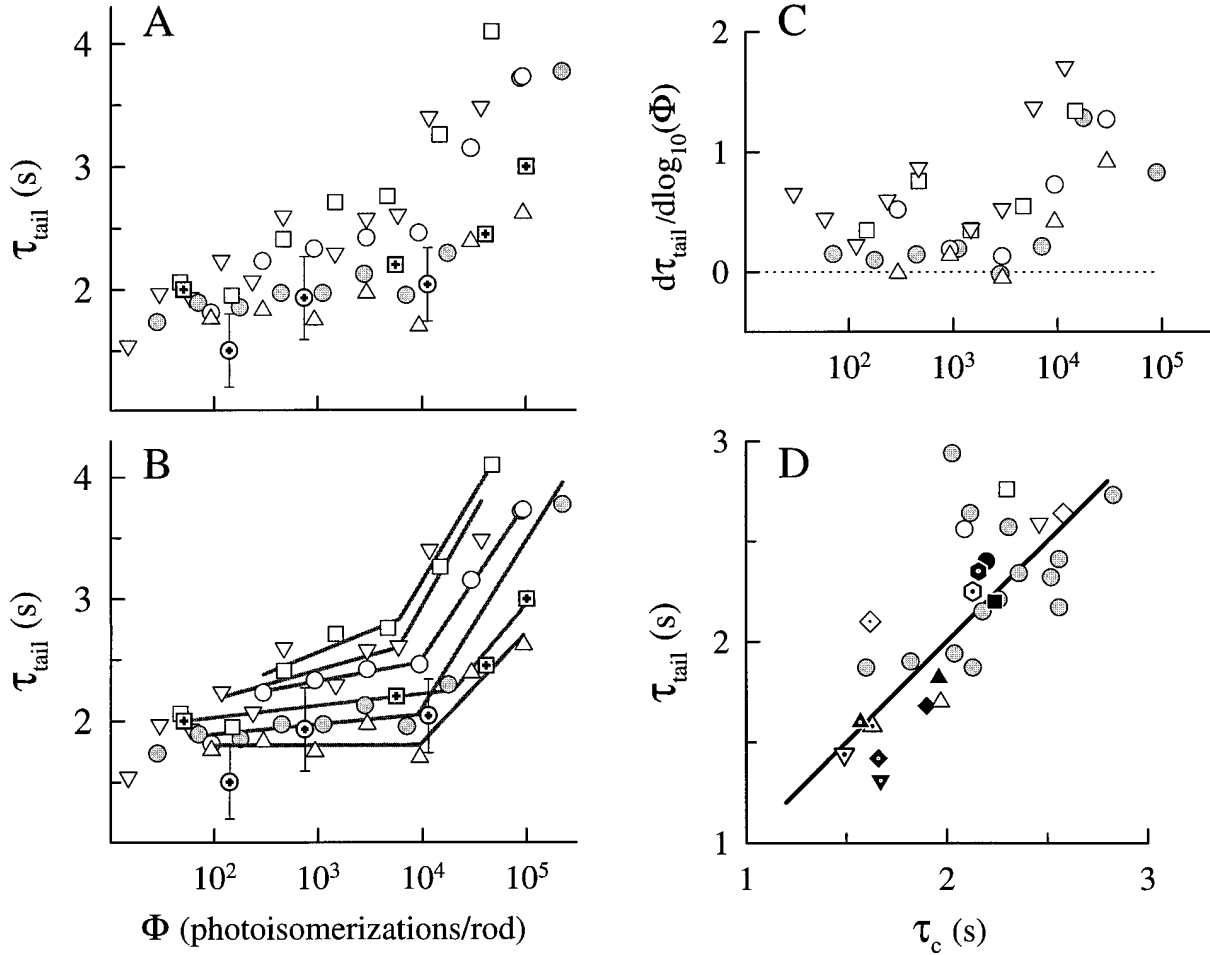 A
4
3
2
τtail (s)
B
4
3
2
τtail (s)
10² 10³ 10⁴ 10⁵
Φ (photoisomerizations/rod)
C
2
1
0
dτtail/dlog₁₀(Φ)
10² 10³ 10⁴ 10⁵
D
3
2
1
τtail (s)
1 2 3
τc (s)